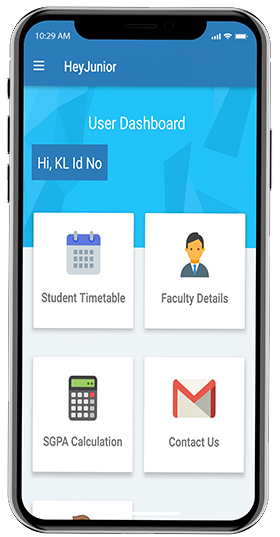 10:29 AM
HeyJunior
User Dashboard
Hi, KL Id No
Student Timetable
Faculty Details
SGPA Calculation
Contact Us